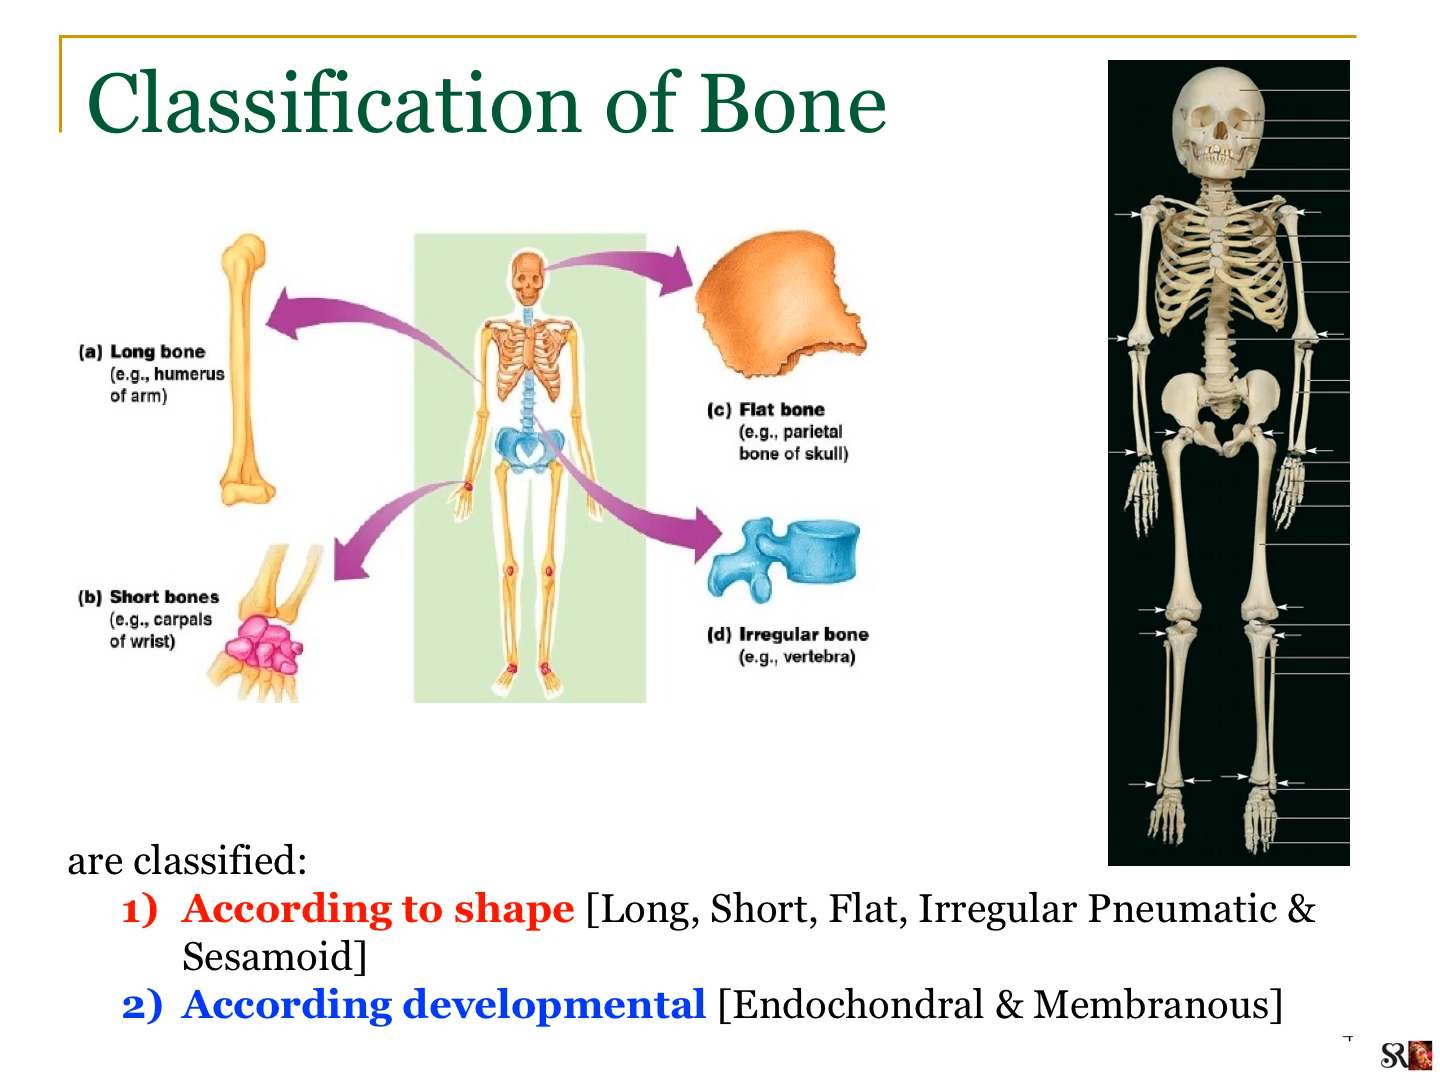 Classification of Bone
(a) Long bone
(e.g., humerus
of arm)
(b) Short bones
(e.g., carpals
of wrist)
(c) Flat bone
(e.g., parietal
bone of skull)
(d) Irregular bone
(e.g., vertebra)
are classified:
1) According to shape [Long, Short, Flat, Irregular Pneumatic &
Sesamoid]
2) According developmental [Endochondral & Membranous]
4
SR